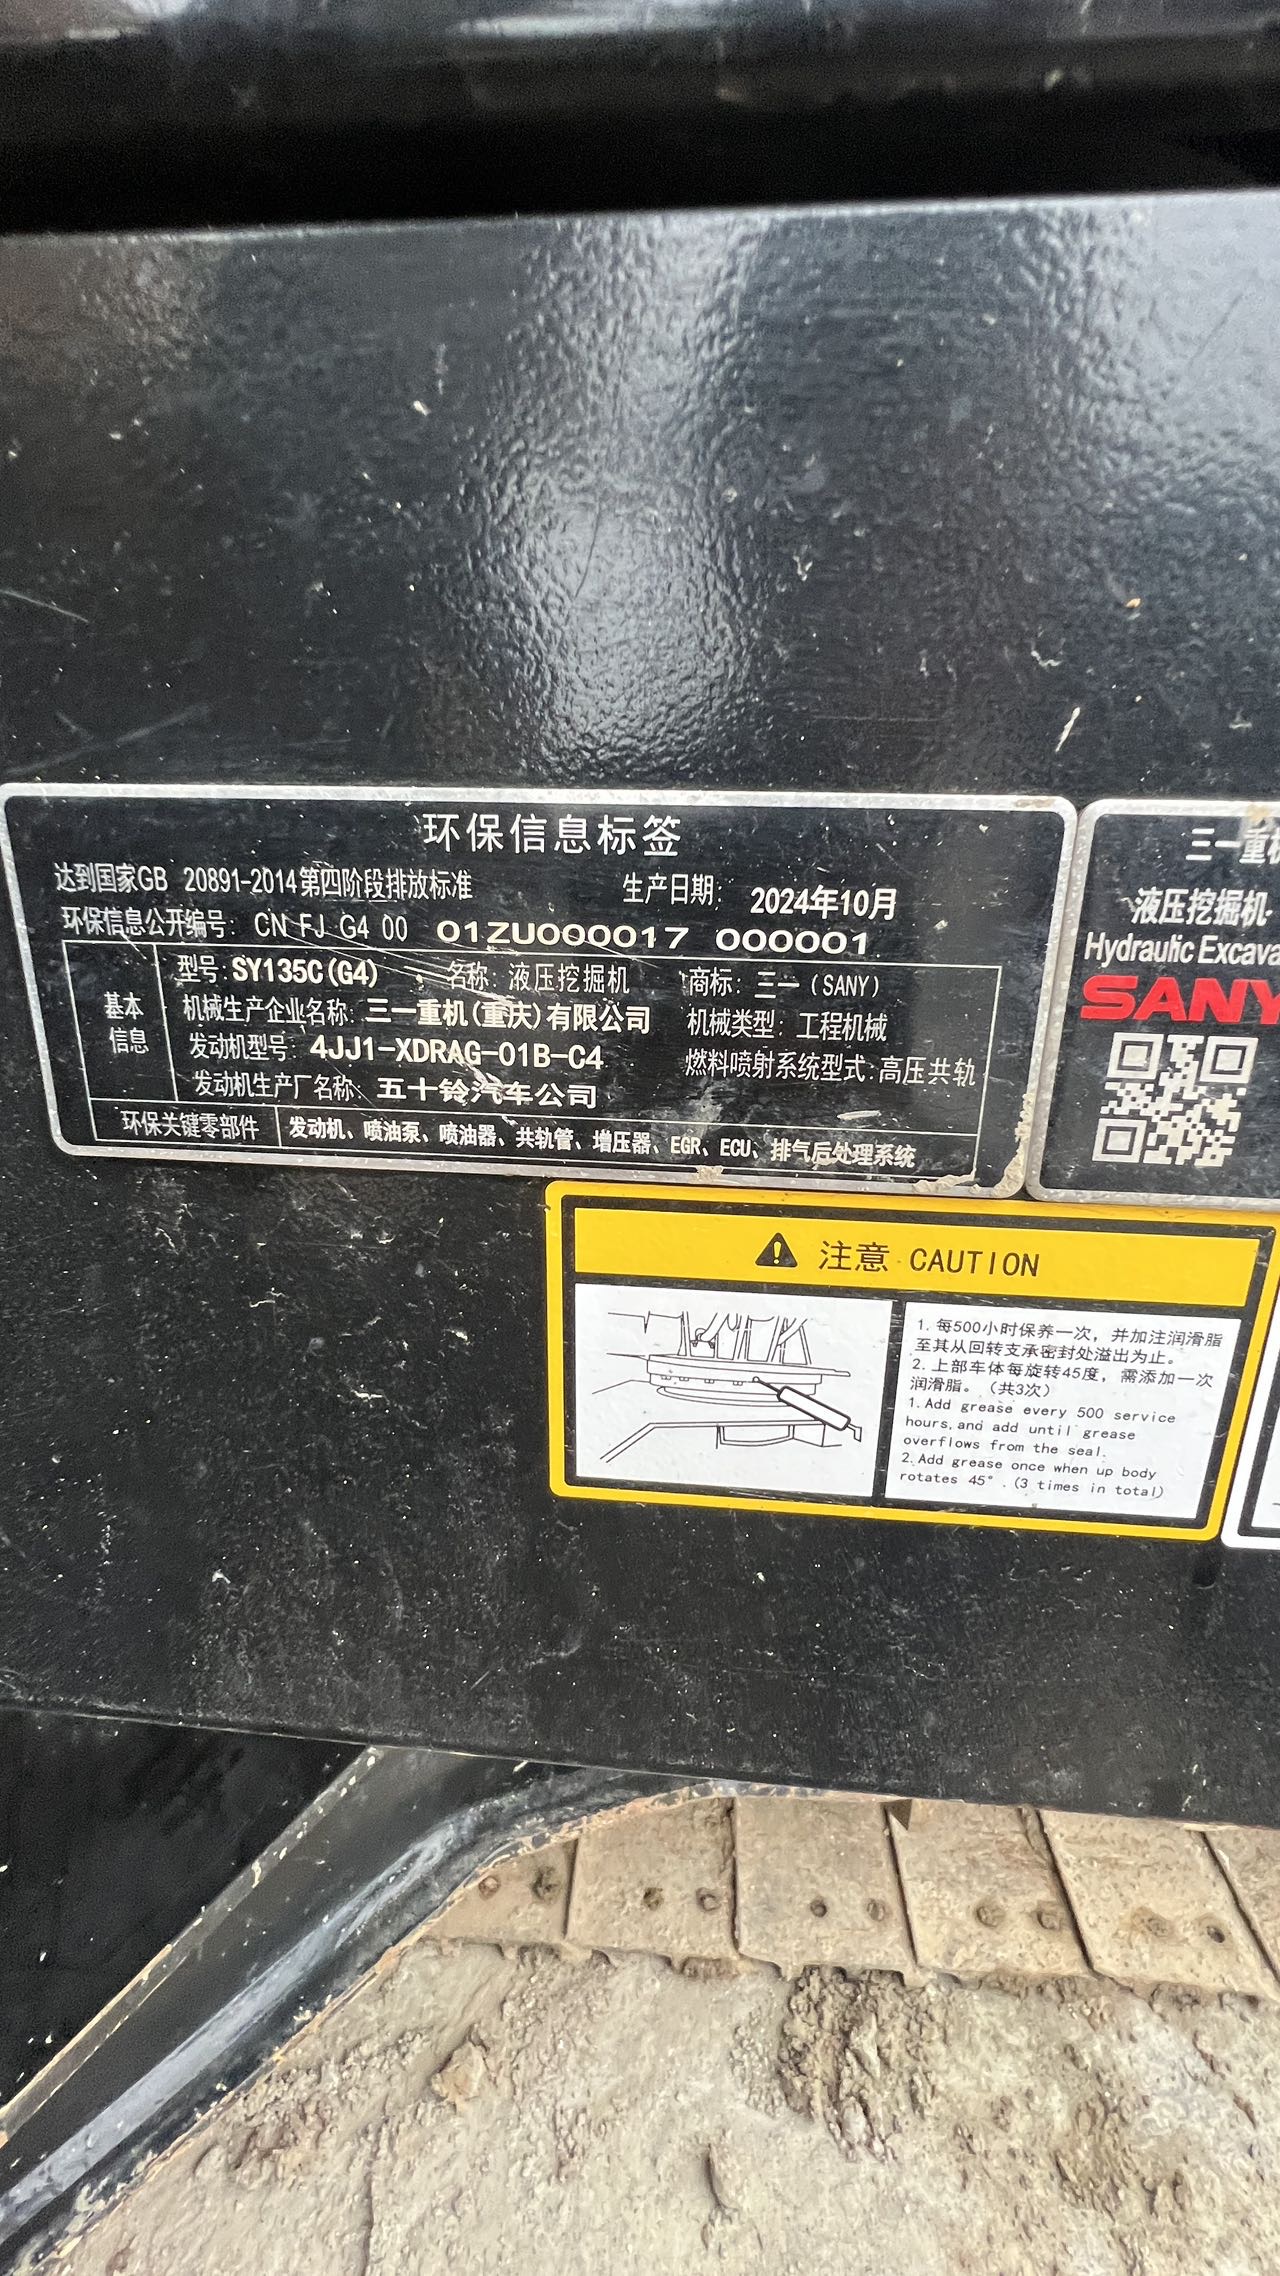 环保信息标签
达到国家GB 20891-2014第四阶段排放标准 生产日期: 2024年10月
环保信息公开编号: CN FJ G4 00 01ZU000017 000001
基本信息
型号:SY135C(G4) 名称:液压挖掘机 商标:三一(SANY)
机械生产企业名称:三一重机(重庆)有限公司 机械类型:工程机械
发动机型号:4JJ1-XDRAG-01B-C4 燃料喷射系统型式:高压共轨
发动机生产厂名称:五十铃汽车公司
环保关键零部件 发动机、喷油泵、喷油器、共轨管、增压器、EGR、ECU、排气后处理系统
三一重
液压挖掘机
Hydraulic Excava
SANY
注意 CAUTION
1.每500小时保养一次，并加注润滑脂
至其从回转支承密封处溢出为止。
2.上部车体每旋转45度，需添加一次
润滑脂。（共3次）
1.Add grease every 500 service
hours,and add until grease
overflows from the seal.
2.Add grease once when up body
rotates 45°.(3 times in total)